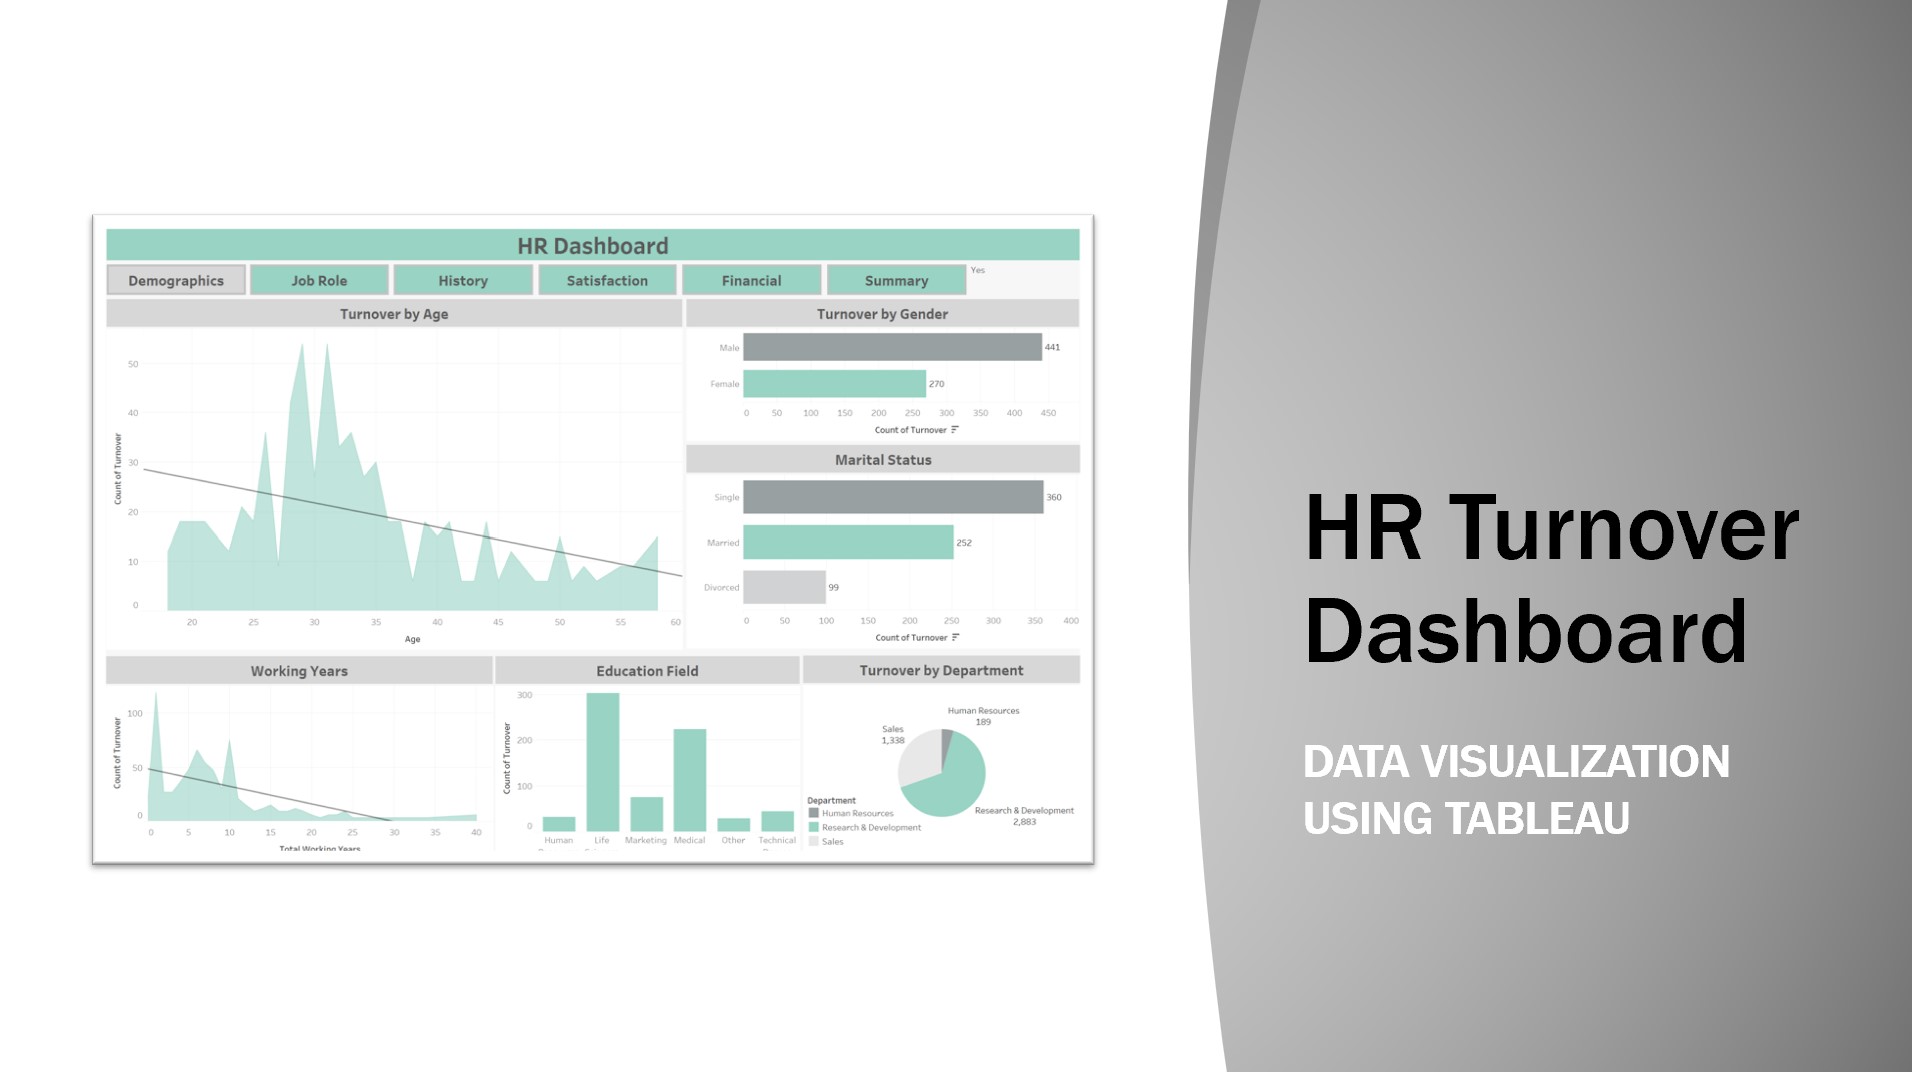 HR Dashboard
Demographics
Job Role
History
Satisfaction
Financial
Summary
Yes
Turnover by Age
Count of Turnover
50
40
30
20
10
0
20 25 30 35 40 45 50 55 60
Age
Turnover by Gender
Male 441
Female 270
0 50 100 150 200 250 300 350 400 450
Count of Turnover
Marital Status
Single 360
Married 252
Divorced 99
0 50 100 150 200 250 300 350 400
Count of Turnover
Working Years
Count of Turnover
100
50
0
0 5 10 15 20 25 30 40
Total Working Years
Education Field
Count of Turnover
300
200
100
0
Human Life Marketing Medical Other Technical
Turnover by Department
Human Resources
189
Sales
1,338
Research & Development
2,883
Department
Human Resources
Research & Development
Sales
HR Turnover
Dashboard
DATA VISUALIZATION
USING TABLEAU